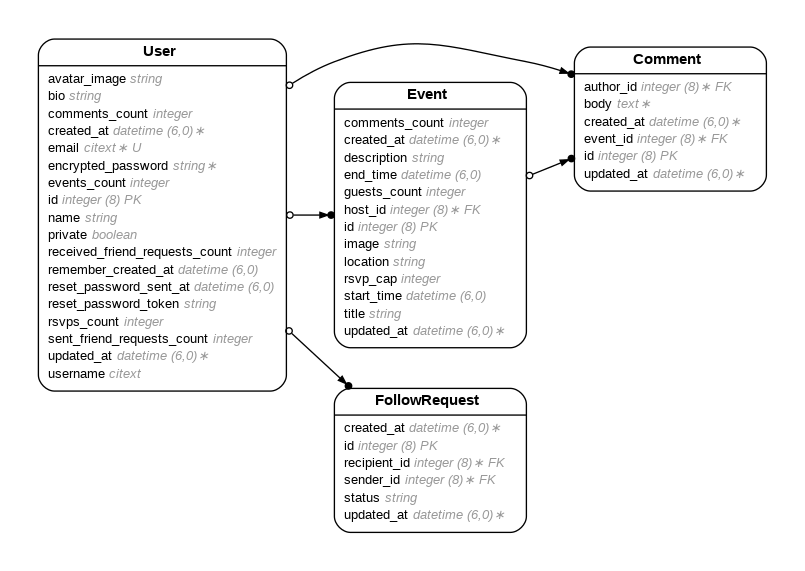 User
avatar_image string
bio string
comments_count integer
created_at datetime (6,0)∗
email citext∗ U
encrypted_password string∗
events_count integer
id integer (8) PK
name string
private boolean
received_friend_requests_count integer
remember_created_at datetime (6,0)
reset_password_sent_at datetime (6,0)
reset_password_token string
rsvps_count integer
sent_friend_requests_count integer
updated_at datetime (6,0)∗
username citext
Event
comments_count integer
created_at datetime (6,0)∗
description string
end_time datetime (6,0)
guests_count integer
host_id integer (8)∗ FK
id integer (8) PK
image string
location string
rsvp_cap integer
start_time datetime (6,0)
title string
updated_at datetime (6,0)∗
Comment
author_id integer (8)∗ FK
body text∗
created_at datetime (6,0)∗
event_id integer (8)∗ FK
id integer (8) PK
updated_at datetime (6,0)∗
FollowRequest
created_at datetime (6,0)∗
id integer (8) PK
recipient_id integer (8)∗ FK
sender_id integer (8)∗ FK
status string
updated_at datetime (6,0)∗